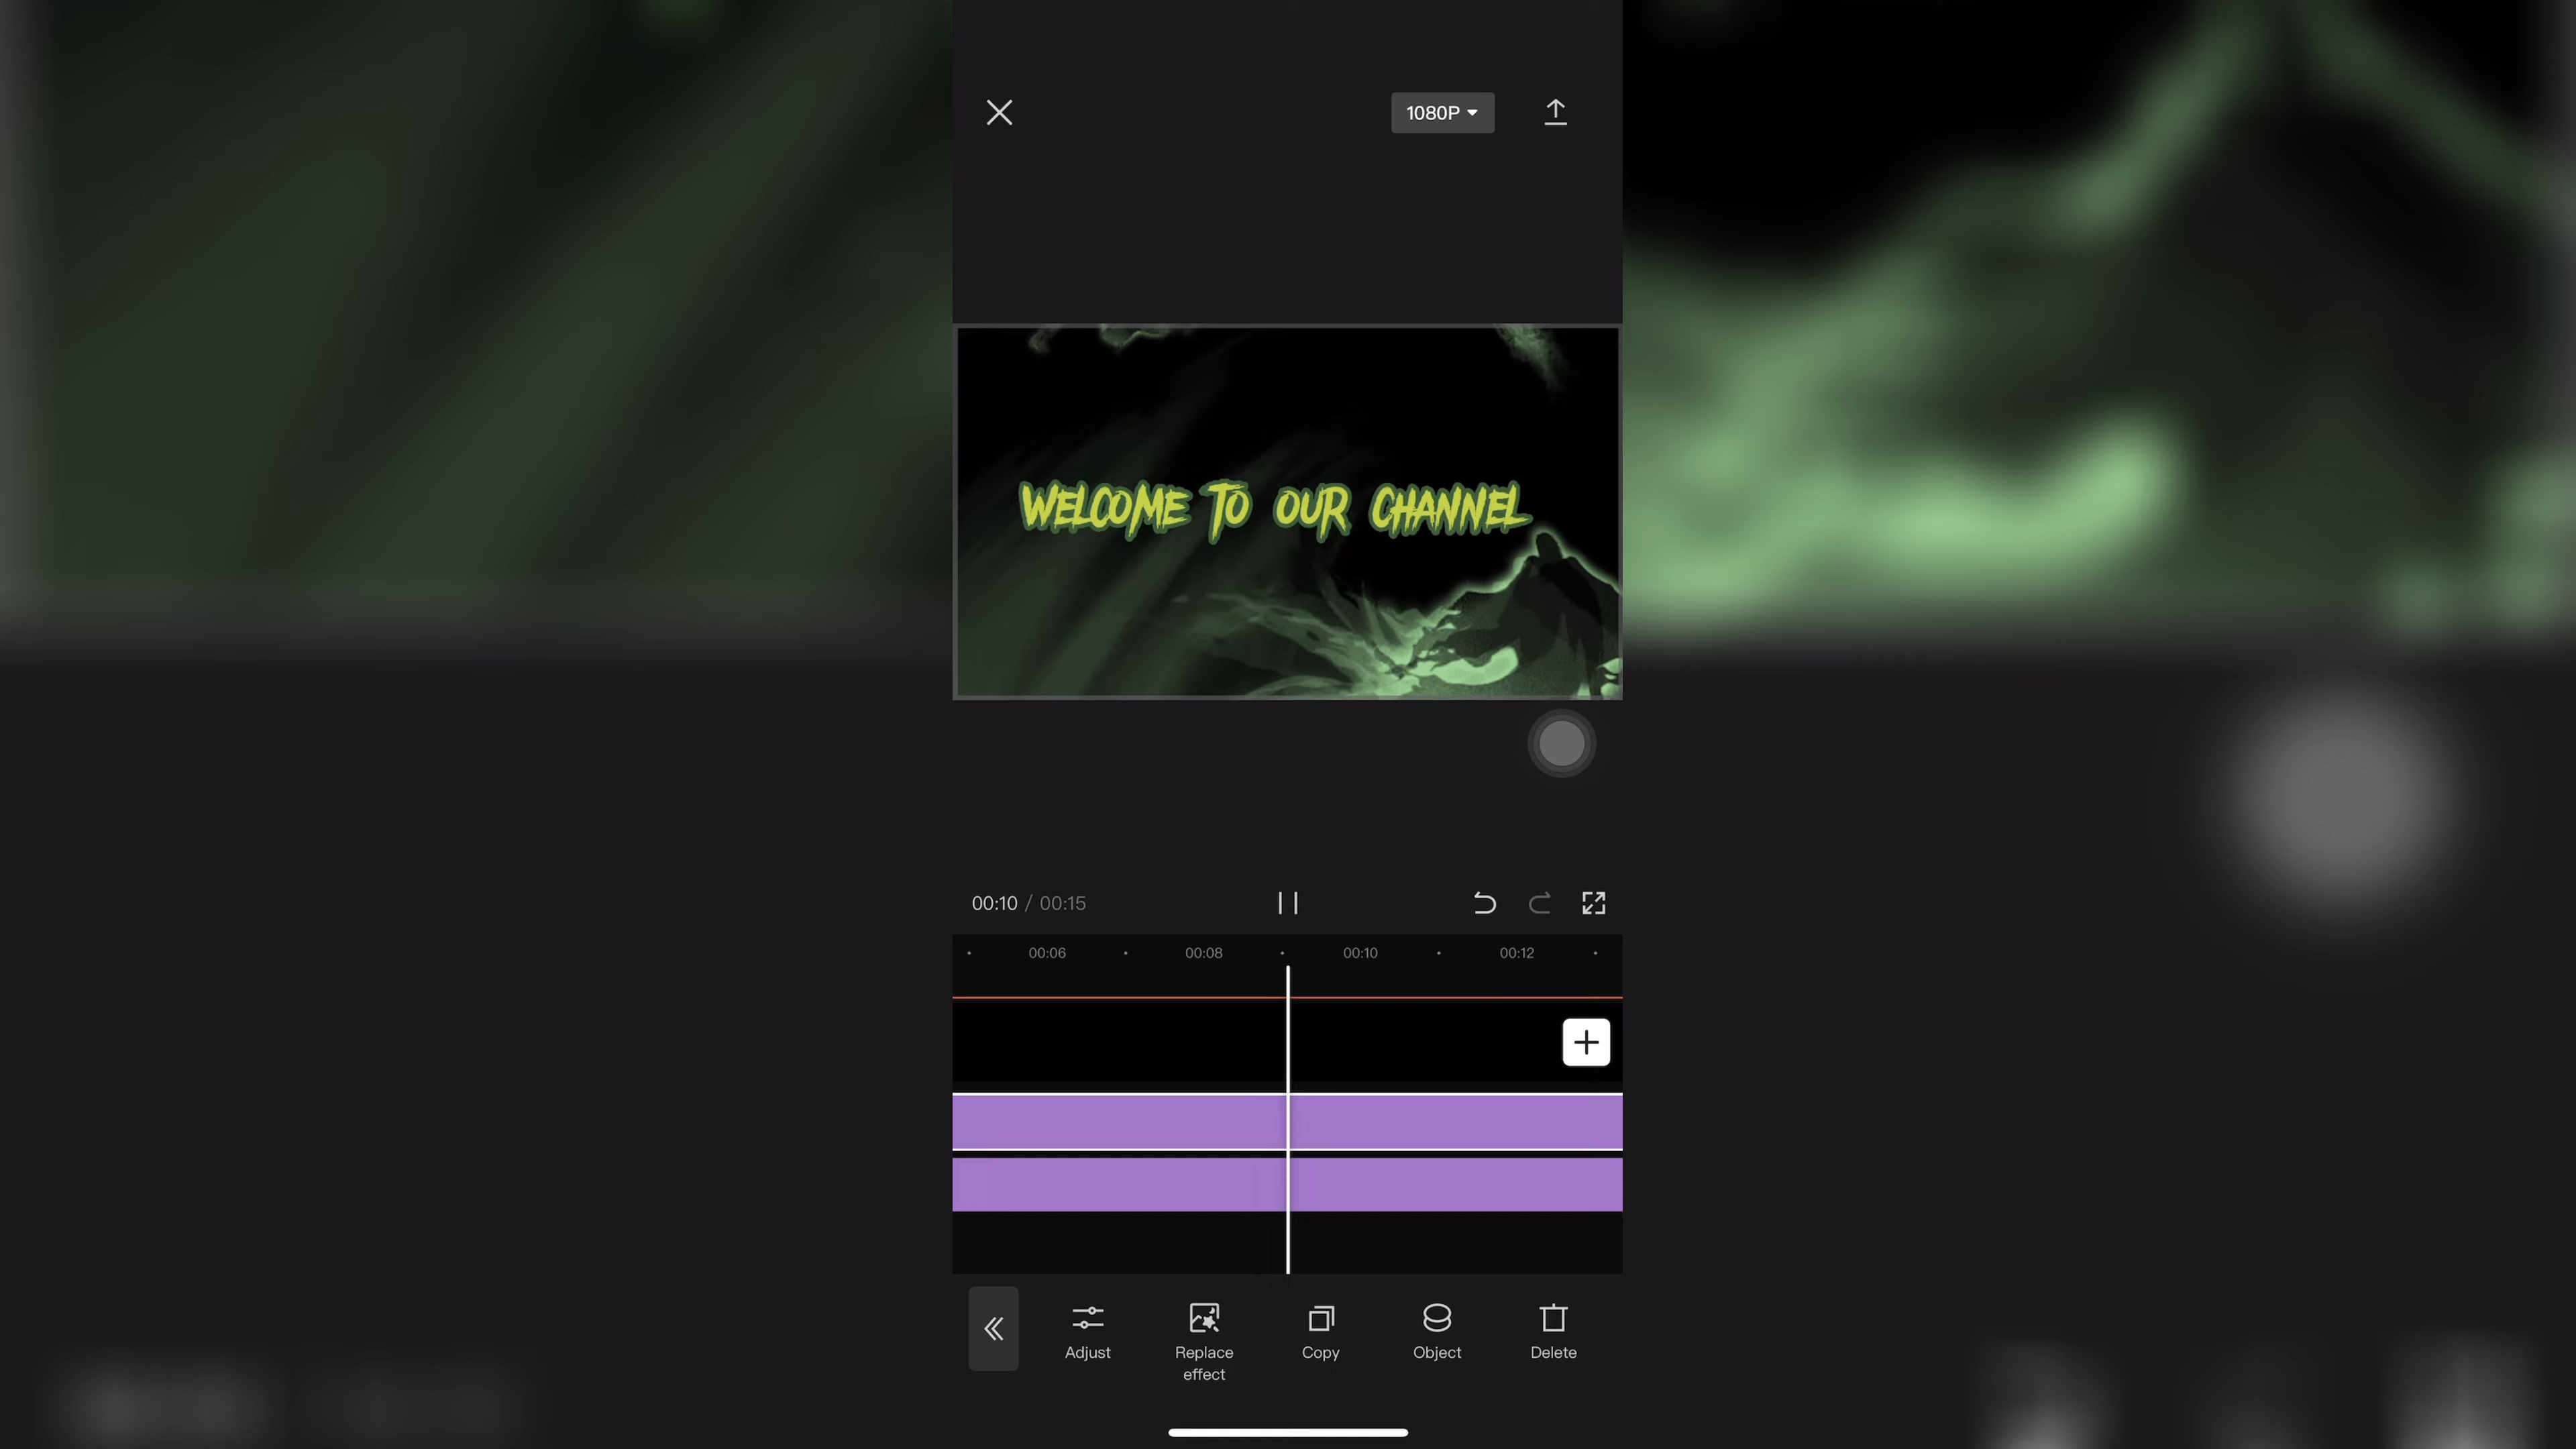 1080P
WELCOME TO OUR CHANNEL
00:10 / 00:15
00:06 00:08 00:10 00:12
Adjust
Replace
effect
Copy
Object
Delete